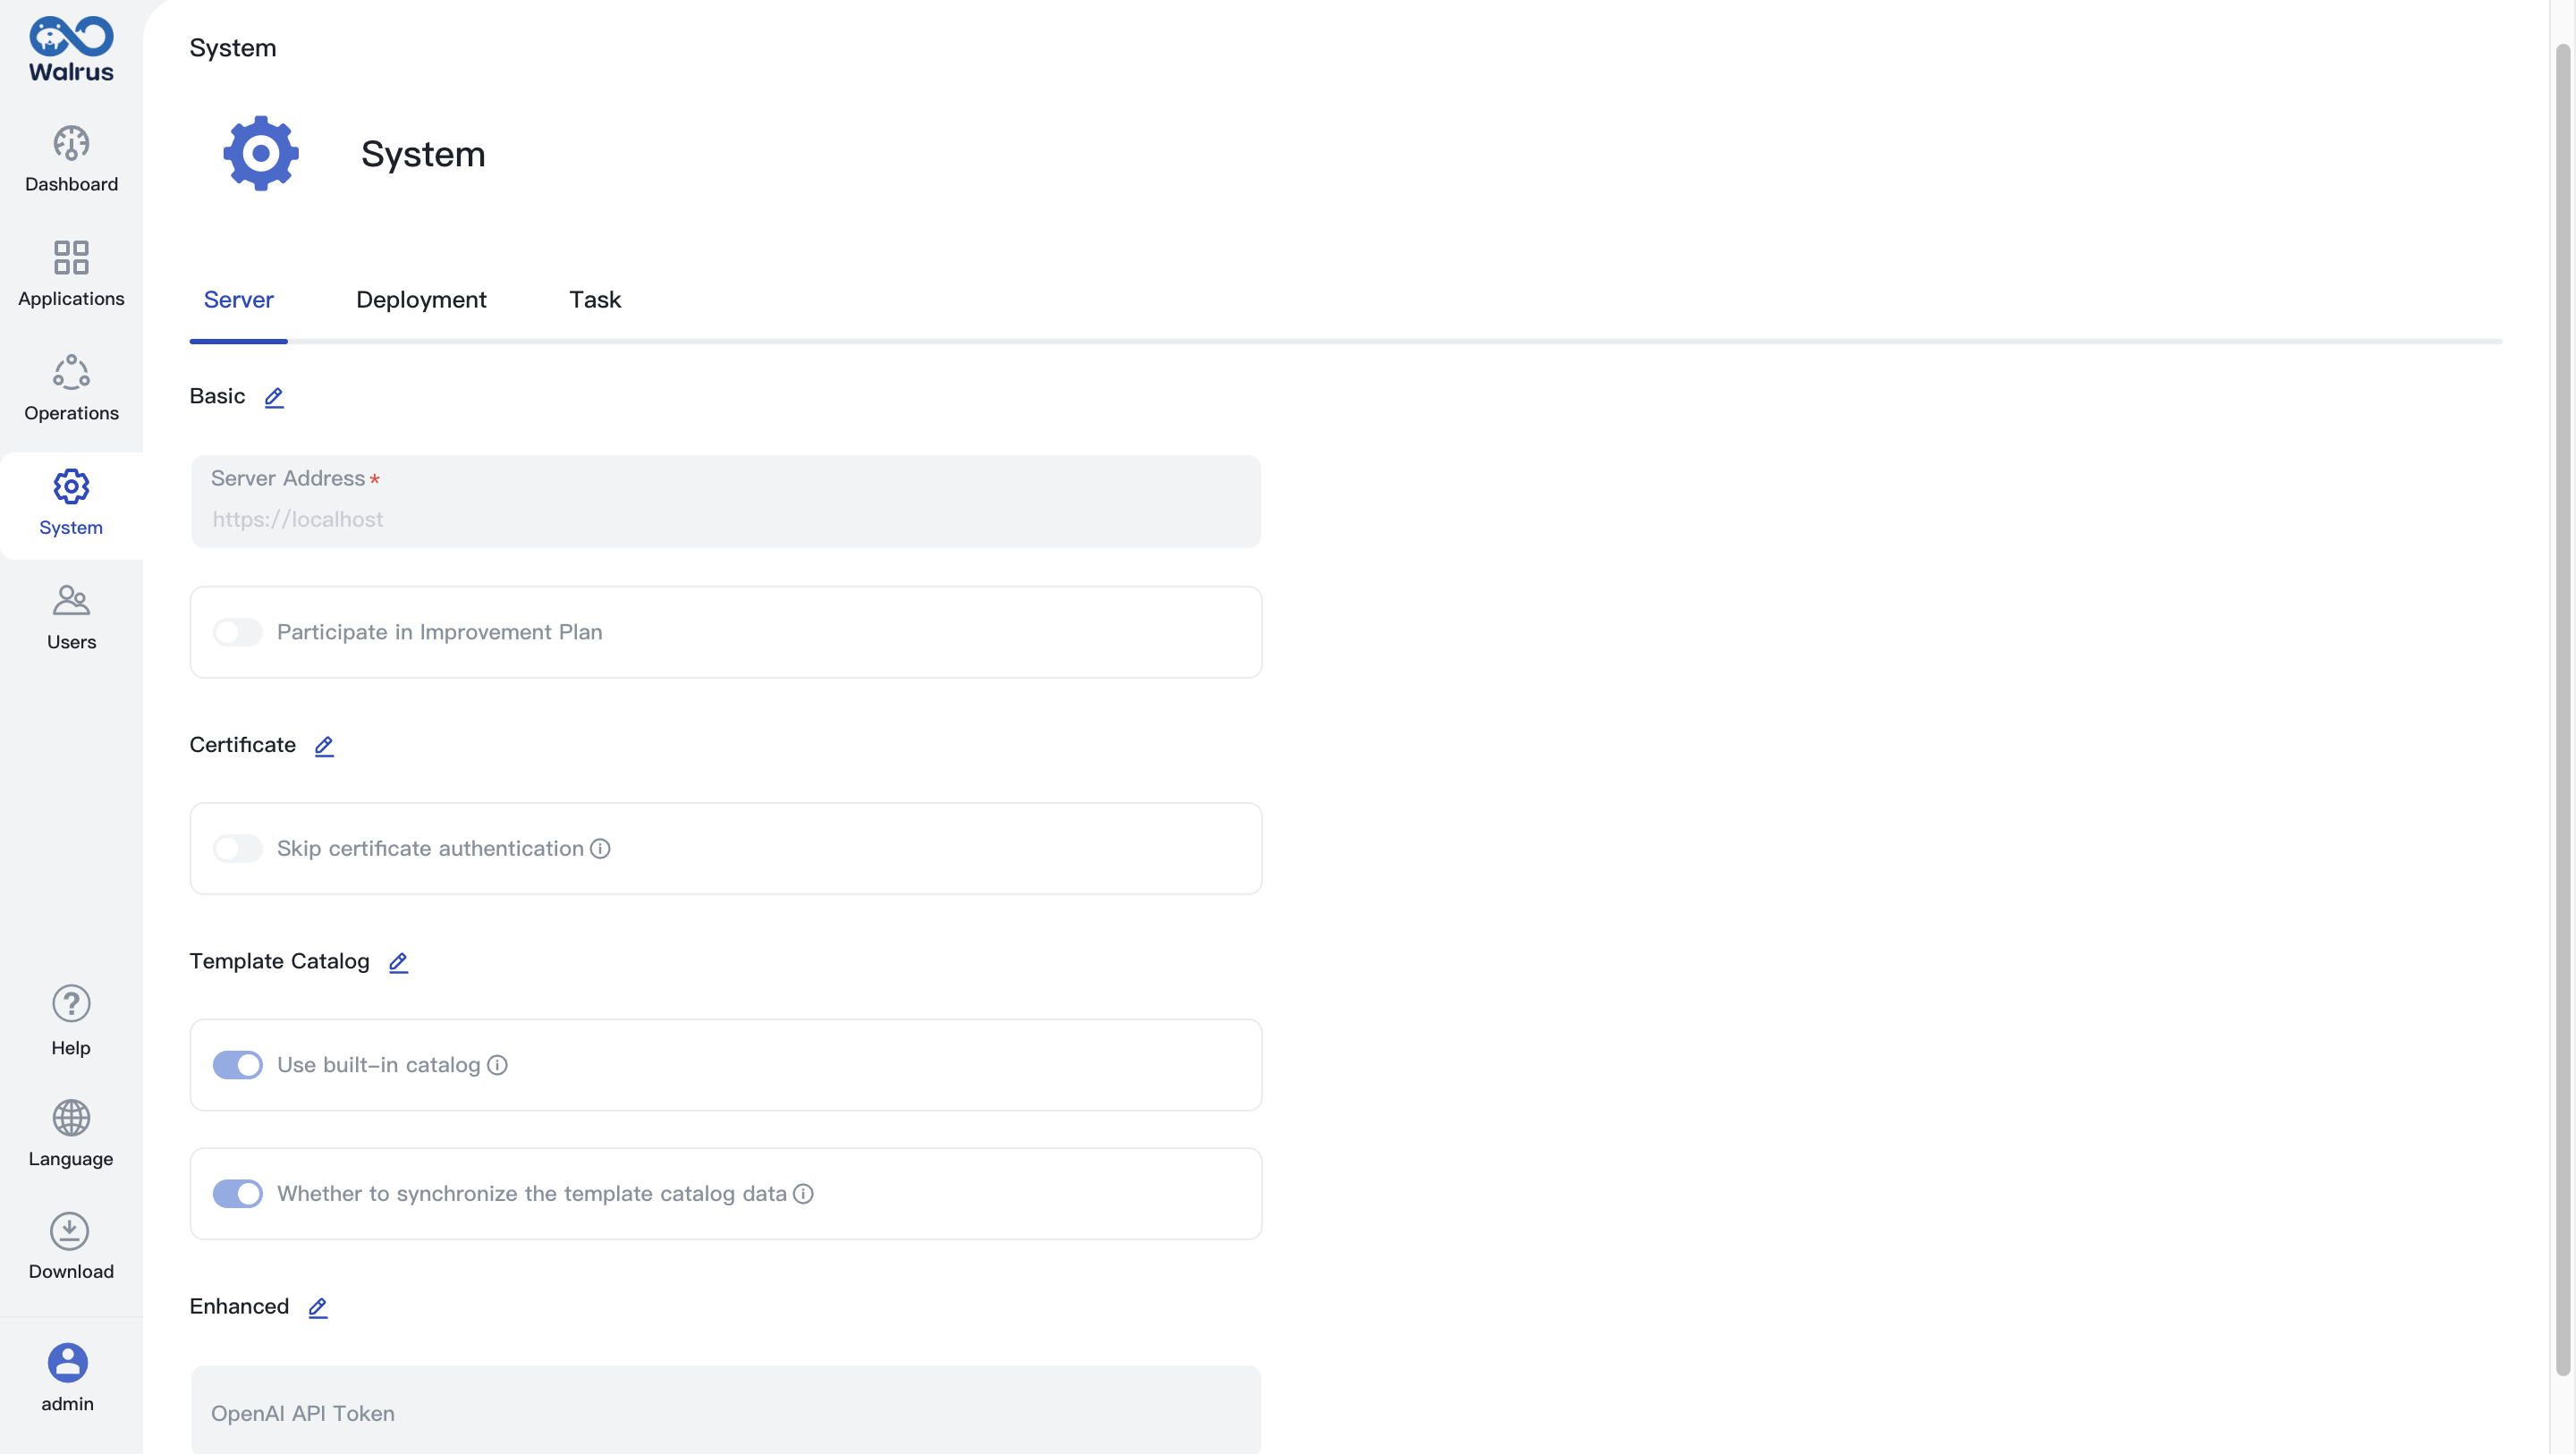 Walrus
Dashboard
Applications
Operations
System
Users
Help
Language
Download
admin
System
System
Server
Deployment
Task
Basic
Server Address*
https://localhost
Participate in Improvement Plan
Certificate
Skip certificate authentication
Template Catalog
Use built-in catalog
Whether to synchronize the template catalog data
Enhanced
OpenAI API Token